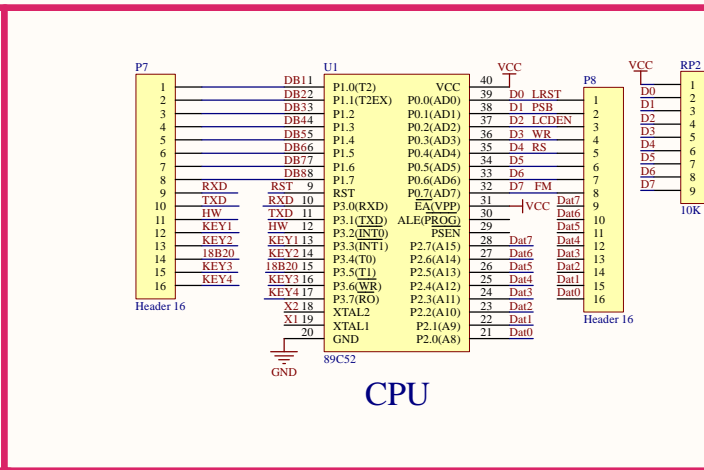 P7 U1 VCC P8 VCC RP2
1 DB1 1 P1.0(T2) VCC 40 1
2 DB2 2 P1.1(T2EX) P0.0(AD0) 39 D0 LRST 1 D0 2
3 DB3 3 P1.2 P0.1(AD1) 38 D1 PSB 2 D1 3
4 DB4 4 P1.3 P0.2(AD2) 37 D2 LCDEN 3 D2 4
5 DB5 5 P1.4 P0.3(AD3) 36 D3 WR 4 D3 5
6 DB6 6 P1.5 P0.4(AD4) 35 D4 RS 5 D4 6
7 DB7 7 P1.6 P0.5(AD5) 34 D5 6 D5 7
8 DB8 8 P1.7 P0.6(AD6) 33 D6 7 D6 8
9 RXD RST 9 RST P0.7(AD7) 32 D7 FM 8 D7 9
10 TXD RXD 10 P3.0(RXD) EA(VPP) 31 VCC Dat7 9 10K
11 HW TXD 11 P3.1(TXD) ALE(PROG) 30 Dat6 10
12 KEY1 HW 12 P3.2(INT0) PSEN 29 Dat5 11
13 KEY2 KEY1 13 P3.3(INT1) P2.7(A15) 28 Dat7 Dat4 12
14 18B20 KEY2 14 P3.4(T0) P2.6(A14) 27 Dat6 Dat3 13
15 KEY3 18B20 15 P3.5(T1) P2.5(A13) 26 Dat5 Dat2 14
16 KEY4 KEY3 16 P3.6(WR) P2.4(A12) 25 Dat4 Dat1 15
KEY4 17 P3.7(RO) P2.3(A11) 24 Dat3 Dat0 16
Header 16 X2 18 XTAL2 P2.2(A10) 23 Dat2
X1 19 XTAL1 P2.1(A9) 22 Dat1 Header 16
20 GND P2.0(A8) 21 Dat0
89C52
GND
CPU